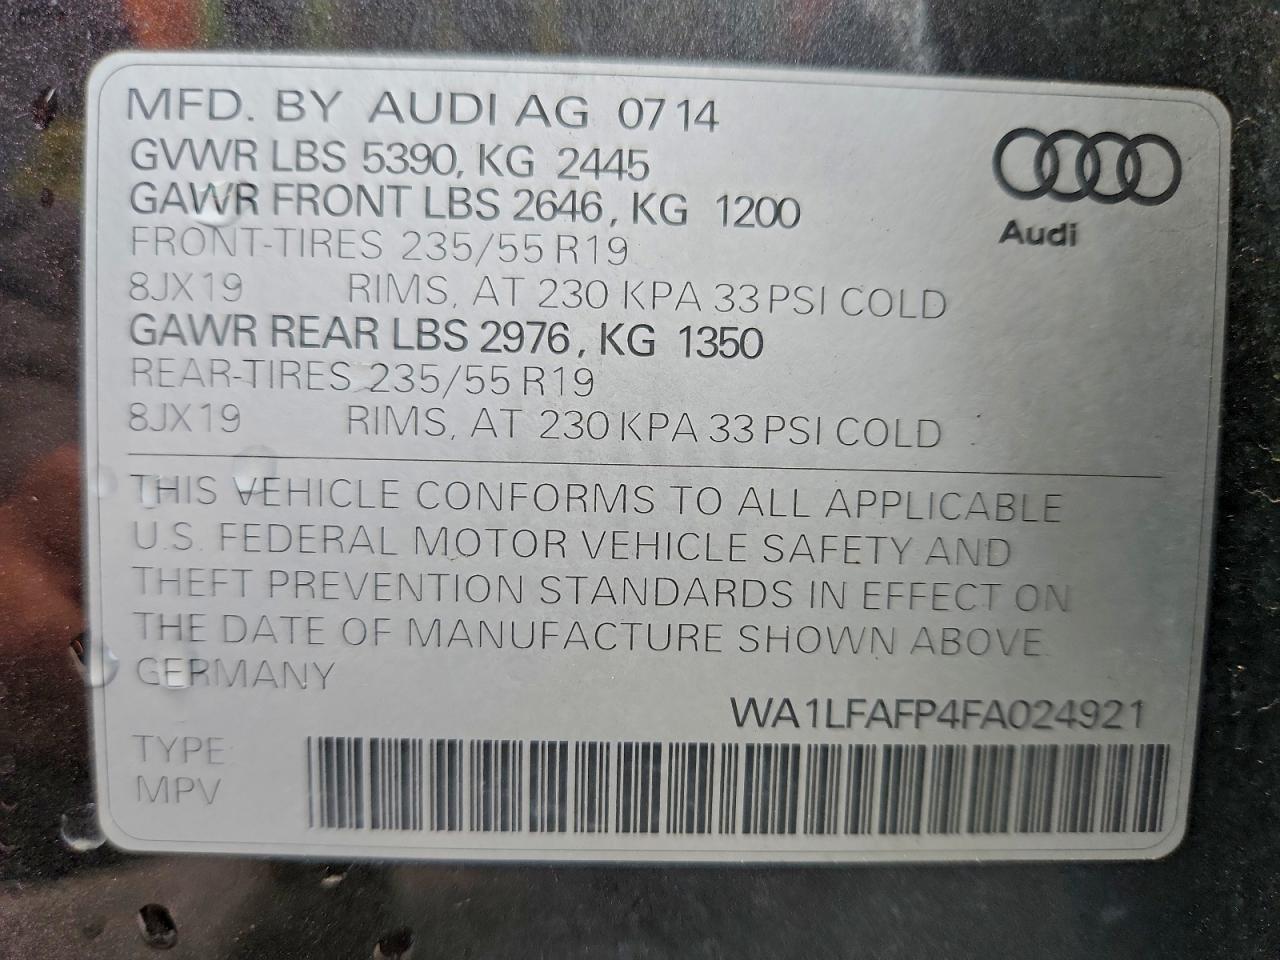 MFD. BY AUDI AG 07 14
GVWR LBS 5390, KG 2445
GAWR FRONT LBS 2646, KG 1200
FRONT-TIRES 235/55 R19
8JX19 RIMS, AT 230 KPA 33 PSI COLD
GAWR REAR LBS 2976, KG 1350
REAR-TIRES 235/55 R19
8JX19 RIMS, AT 230 KPA 33 PSI COLD
Audi
THIS VEHICLE CONFORMS TO ALL APPLICABLE
U.S. FEDERAL MOTOR VEHICLE SAFETY AND
THEFT PREVENTION STANDARDS IN EFFECT ON
THE DATE OF MANUFACTURE SHOWN ABOVE.
GERMANY
WA1LFAFP4FA024921
TYPE:
MPV